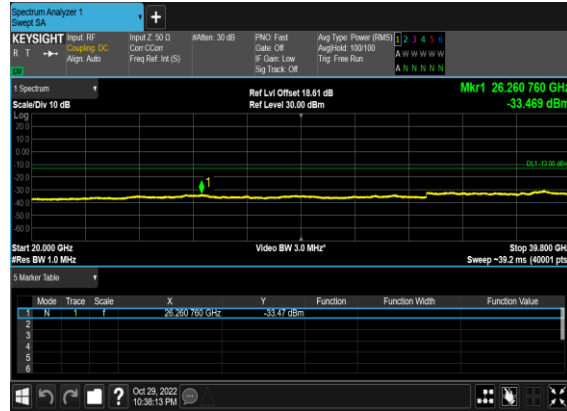 Spectrum Analyzer 1
Swept SA
+
KEYSIGHT Input: RF Input Z: 50 Ω #Atten: 30 dB PNO: Fast Avg Type: Power (RMS) 1 2 3 4 5 6
R T Coupling: DC Corr CCorr Gate: Off Avg|Hold: 100/100 A W W W W W
Align: Auto Freq Ref: Int (S) IF Gain: Low Trig: Free Run
Sig Track: Off A N N N N N
1 Spectrum Ref Lvl Offset 18.61 dB Mkr1 26.260 760 GHz
Scale/Div 10 dB Ref Level 30.00 dBm -33.469 dBm
Log
20.0
10.0
0.00
-10.0 DL1 -13.00 dBm
-20.0
-30.0 1
-40.0
-50.0
-60.0
Start 20.000 GHz Video BW 3.0 MHz* Stop 39.800 GHz
#Res BW 1.0 MHz Sweep ~39.2 ms (40001 pts)
5 Marker Table
Mode Trace Scale X Y Function Function Width Function Value
1 N 1 f 26.260 760 GHz -33.47 dBm
2
3
4
5
6
? Oct 29, 2022
10:38:13 PM